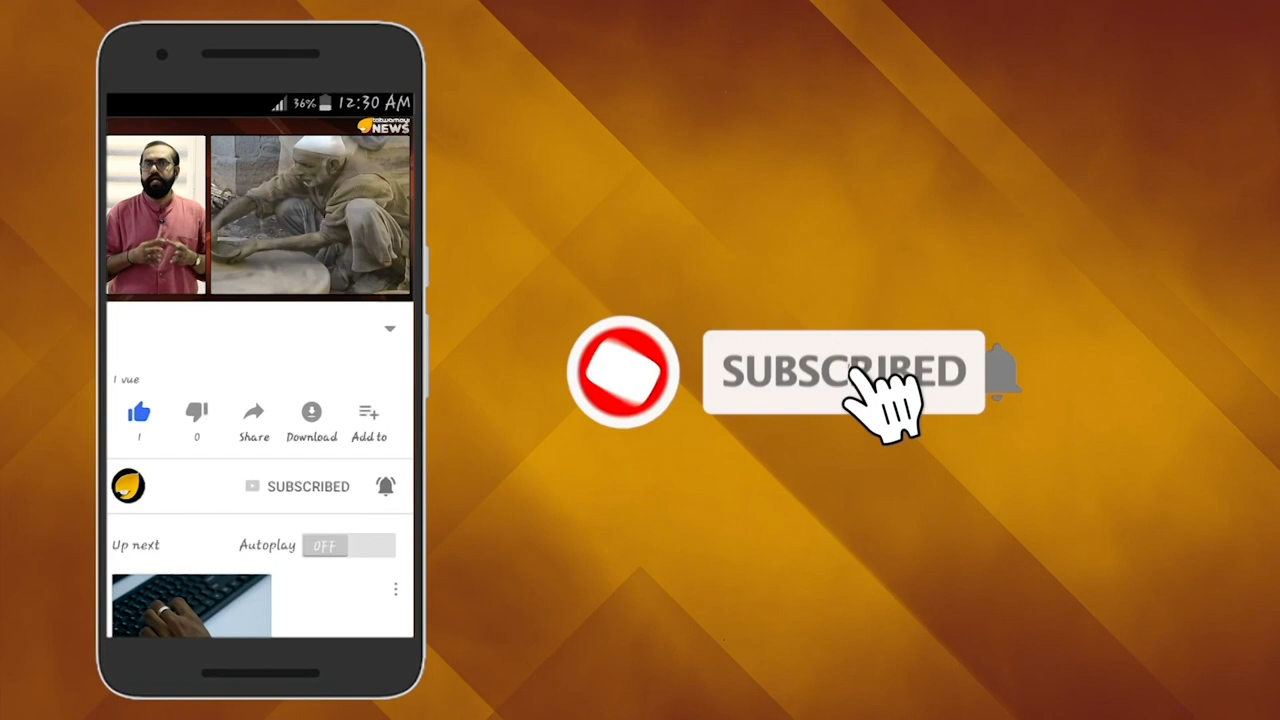 36% 12:30 AM
tatwamayi
NEWS
1 vue
1
0
Share
Download
Add to
SUBSCRIBED
Up next
Autoplay
OFF
SUBSCRIBED